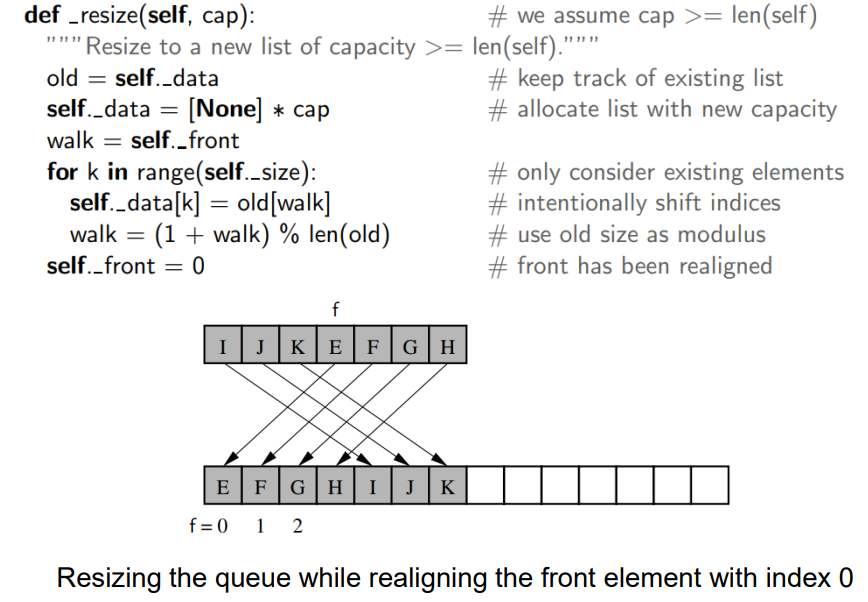 def _resize(self, cap): # we assume cap >= len(self)
"""Resize to a new list of capacity >= len(self)."""
old = self._data # keep track of existing list
self._data = [None] * cap # allocate list with new capacity
walk = self._front
for k in range(self._size): # only consider existing elements
self._data[k] = old[walk] # intentionally shift indices
walk = (1 + walk) % len(old) # use old size as modulus
self._front = 0 # front has been realigned
f
I J K E F G H
E F G H I J K
f = 0 1 2
Resizing the queue while realigning the front element with index 0